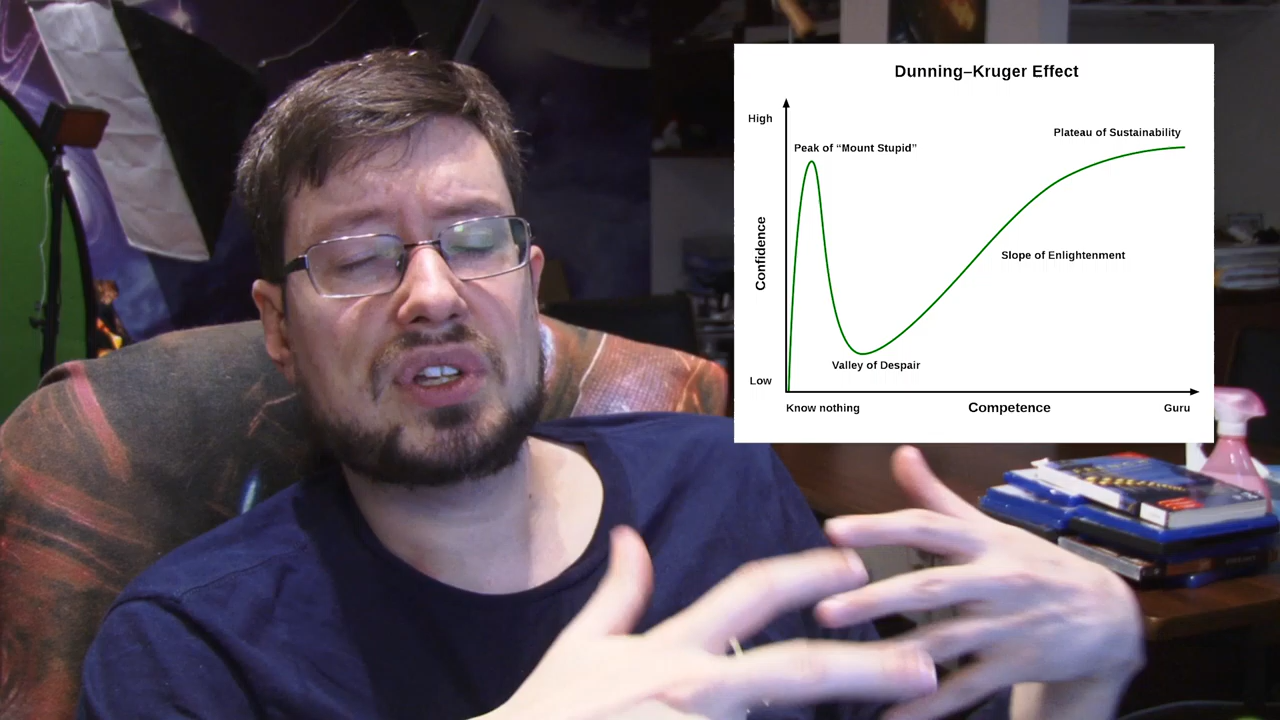 Dunning–Kruger Effect
High
Plateau of Sustainability
Peak of “Mount Stupid”
Confidence
Slope of Enlightenment
Valley of Despair
Low
Know nothing
Competence
Guru